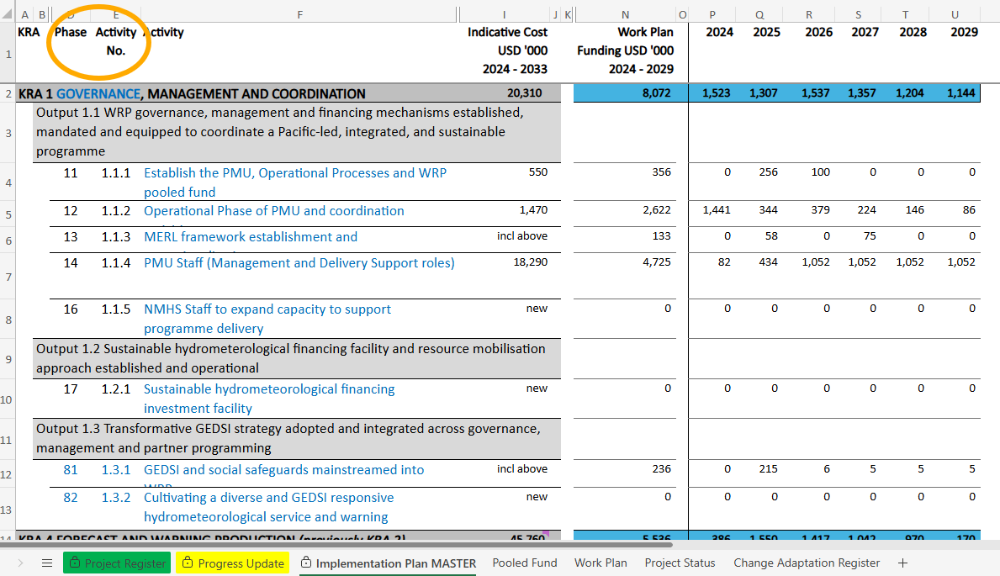 A B D E F I J K N O P Q R S T U
KRA Phase Activity No. Activity Indicative Cost USD '000 2024 - 2033 Work Plan Funding USD '000 2024 - 2029 2024 2025 2026 2027 2028 2029
1
2 KRA 1 GOVERNANCE, MANAGEMENT AND COORDINATION 20,310 8,072 1,523 1,307 1,537 1,357 1,204 1,144
3 Output 1.1 WRP governance, management and financing mechanisms established,
mandated and equipped to coordinate a Pacific-led, integrated, and sustainable
programme
4 11 1.1.1 Establish the PMU, Operational Processes and WRP 550 356 0 256 100 0 0 0
pooled fund
5 12 1.1.2 Operational Phase of PMU and coordination 1,470 2,622 1,441 344 379 224 146 86
6 13 1.1.3 MERL framework establishment and incl above 133 0 58 0 75 0 0
7 14 1.1.4 PMU Staff (Management and Delivery Support roles) 18,290 4,725 82 434 1,052 1,052 1,052 1,052
8 16 1.1.5 NMHS Staff to expand capacity to support new 0 0 0 0 0 0 0
programme delivery
9 Output 1.2 Sustainable hydrometerological financing facility and resource mobilisation
approach established and operational
10 17 1.2.1 Sustainable hydrometeorological financing new 0 0 0 0 0 0 0
investment facility
11 Output 1.3 Transformative GEDSI strategy adopted and integrated across governance,
management and partner programming
12 81 1.3.1 GEDSI and social safeguards mainstreamed into incl above 236 0 215 6 5 5 5
13 82 1.3.2 Cultivating a diverse and GEDSI responsive new 0 0 0 0 0 0 0
hydrometeorological service and warning
14 KRA 4 FORECAST AND WARNING PRODUCTION (previously KRA 2) 45,760 5,536 386 1,550 1,417 1,042 970 170
Project Register Progress Update Implementation Plan MASTER Pooled Fund Work Plan Project Status Change Adaptation Register